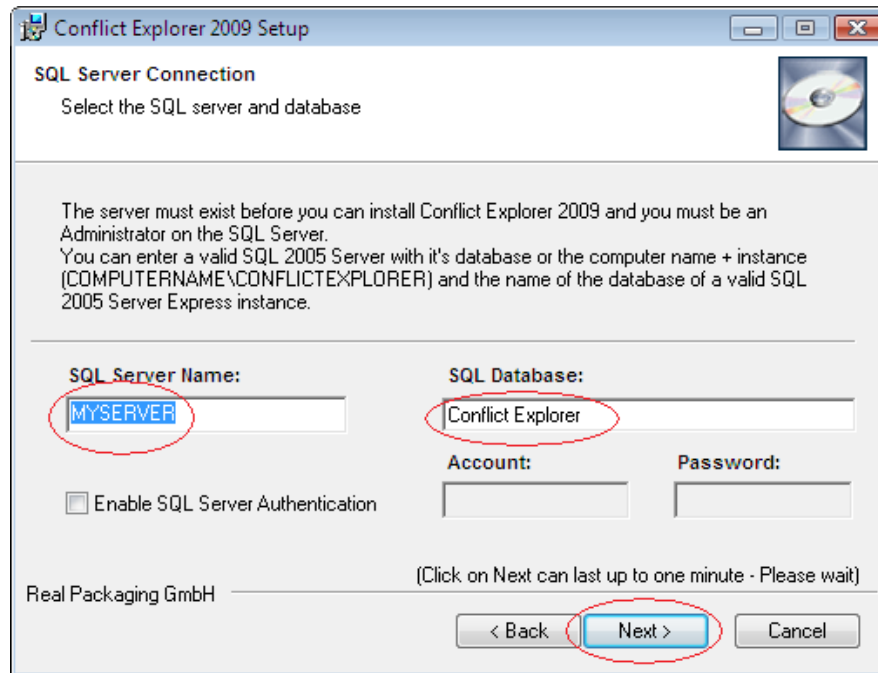 Conflict Explorer 2009 Setup
SQL Server Connection
Select the SQL server and database
The server must exist before you can install Conflict Explorer 2009 and you must be an
Administrator on the SQL Server.
You can enter a valid SQL 2005 Server with it's database or the computer name + instance
(COMPUTERNAME\CONFLICTEXPLORER) and the name of the database of a valid SQL
2005 Server Express instance.
SQL Server Name:
SQL Database:
MYSERVER
Conflict Explorer
Account:
Password:
Enable SQL Server Authentication
(Click on Next can last up to one minute - Please wait)
Real Packaging GmbH
< Back
Next >
Cancel